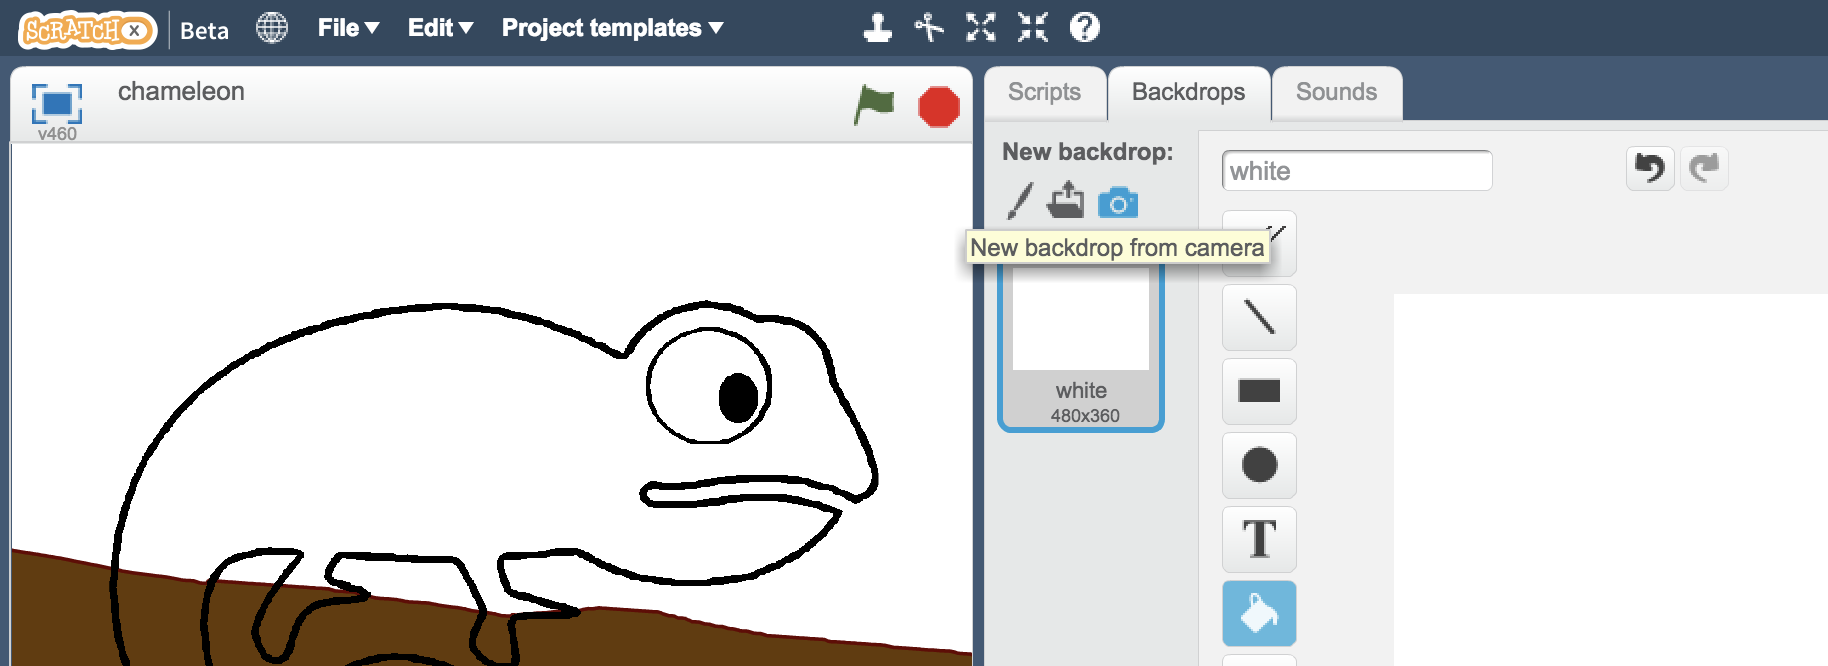 SCRATCHX Beta File Edit Project templates ?
chameleon
v460
Scripts Backdrops Sounds
New backdrop:
white
New backdrop from camera
white
480x360
T